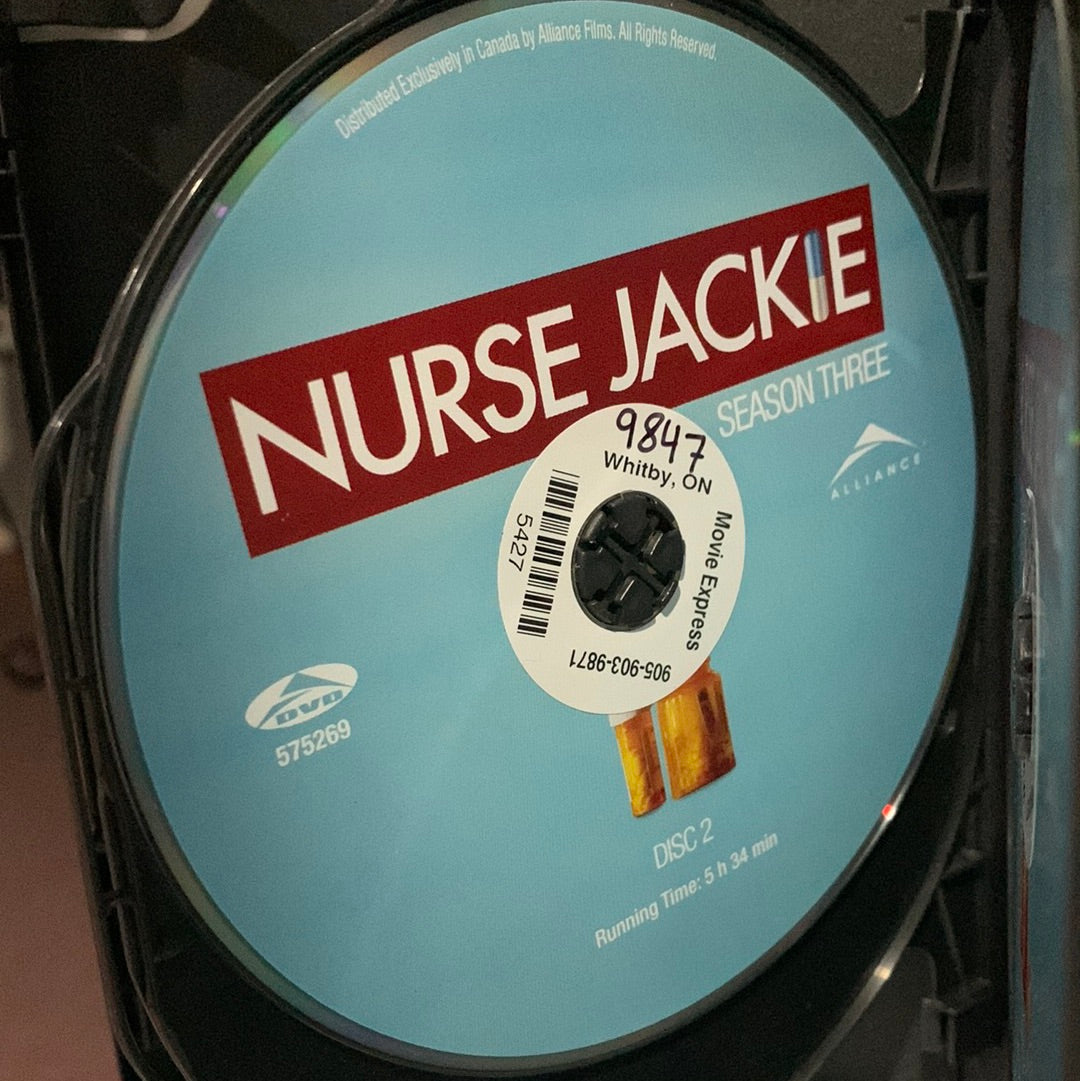 Distributed Exclusively in Canada by Alliance Films. All Rights Reserved.
NURSE JACKIE
SEASON THREE
ALLIANCE
9847
Whitby, ON
Movie Express
905-903-9871
5427
DVD
575269
DISC 2
Running Time: 5 h 34 min